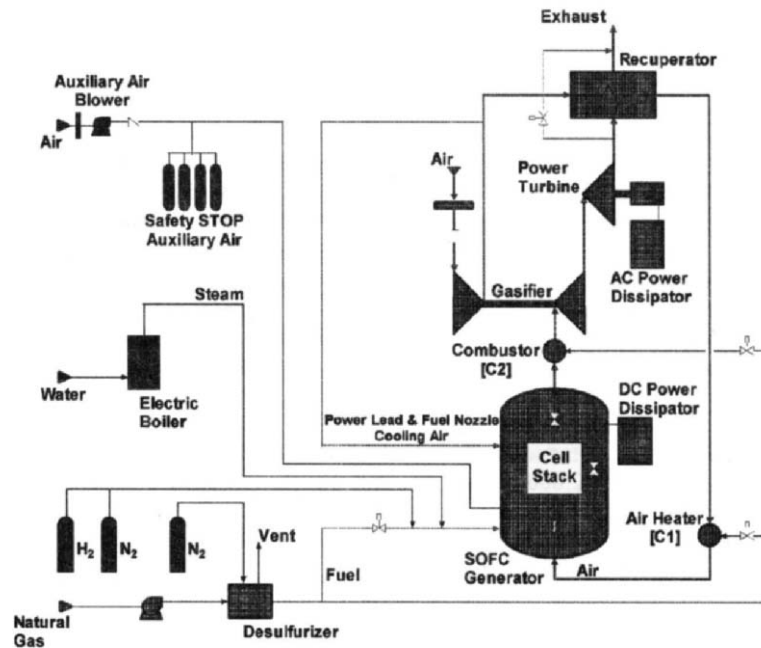 Exhaust
Recuperator
Auxiliary Air
Blower
Air
Safety STOP
Auxiliary Air
Air
Power
Turbine
AC Power
Dissipator
Gasifier
Steam
Combustor
[C2]
Water
Electric
Boiler
Power Lead & Fuel Nozzle
Cooling Air
DC Power
Dissipator
Cell
Stack
Air Heater
[C1]
H2
N2
N2
Vent
Fuel
SOFC
Generator
Air
Natural
Gas
Desulfurizer